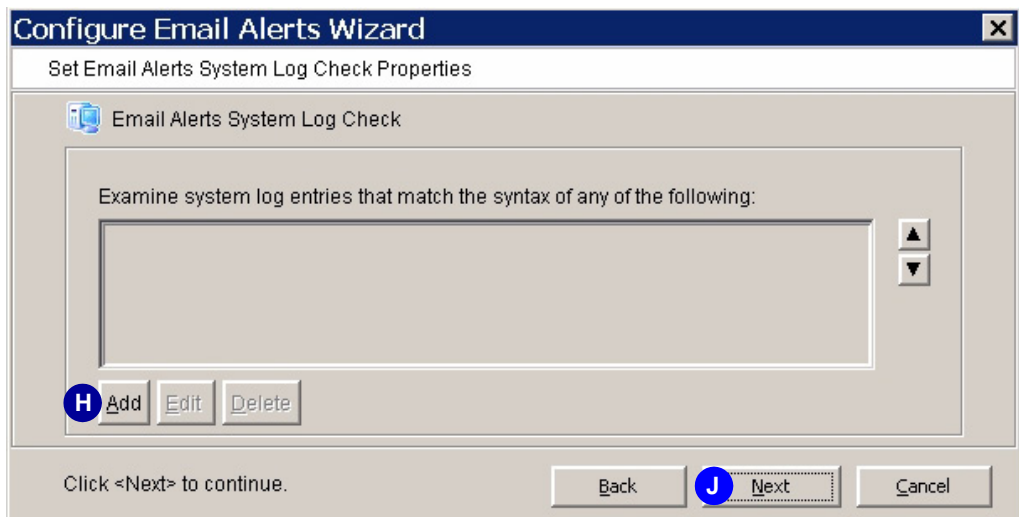 Configure Email Alerts Wizard
Set Email Alerts System Log Check Properties
Email Alerts System Log Check
Examine system log entries that match the syntax of any of the following:
H Add Edit Delete
Click <Next> to continue. Back J Next Cancel